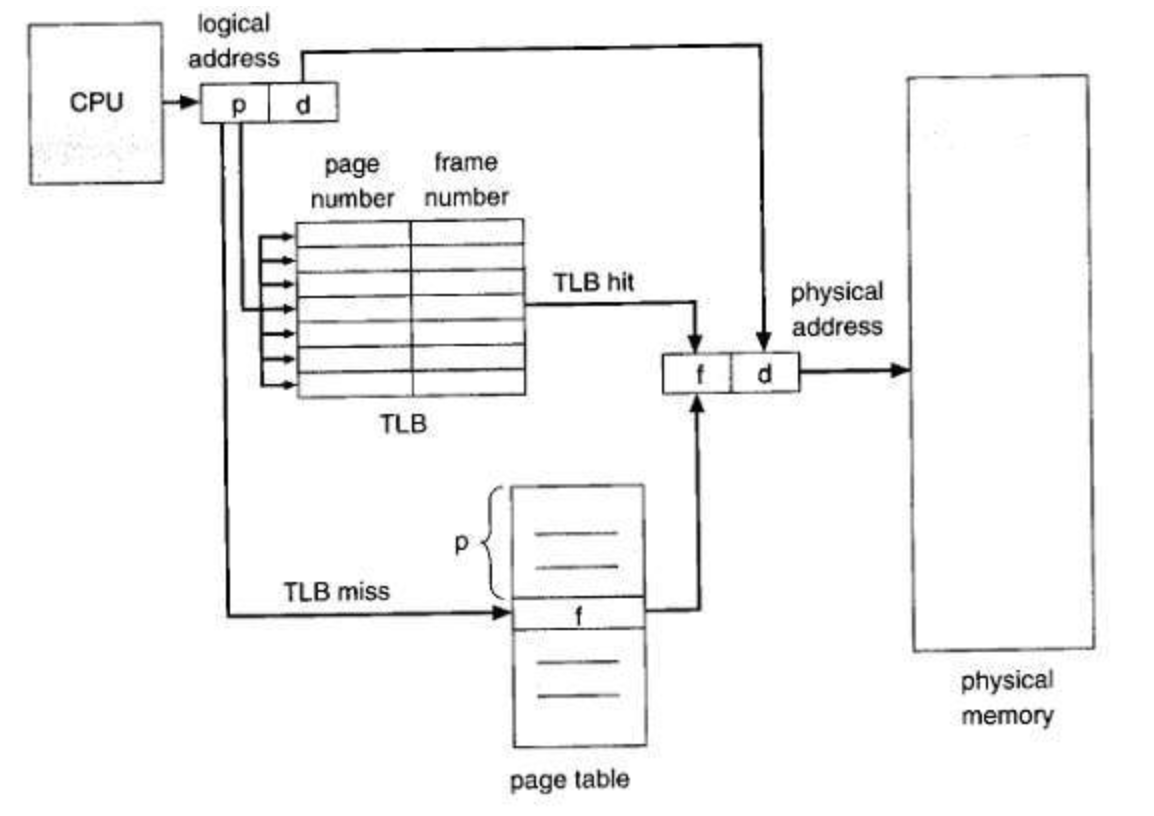 logical
address
CPU
p
d
page
number
frame
number
TLB hit
physical
address
f
d
TLB
p
TLB miss
f
physical
memory
page table